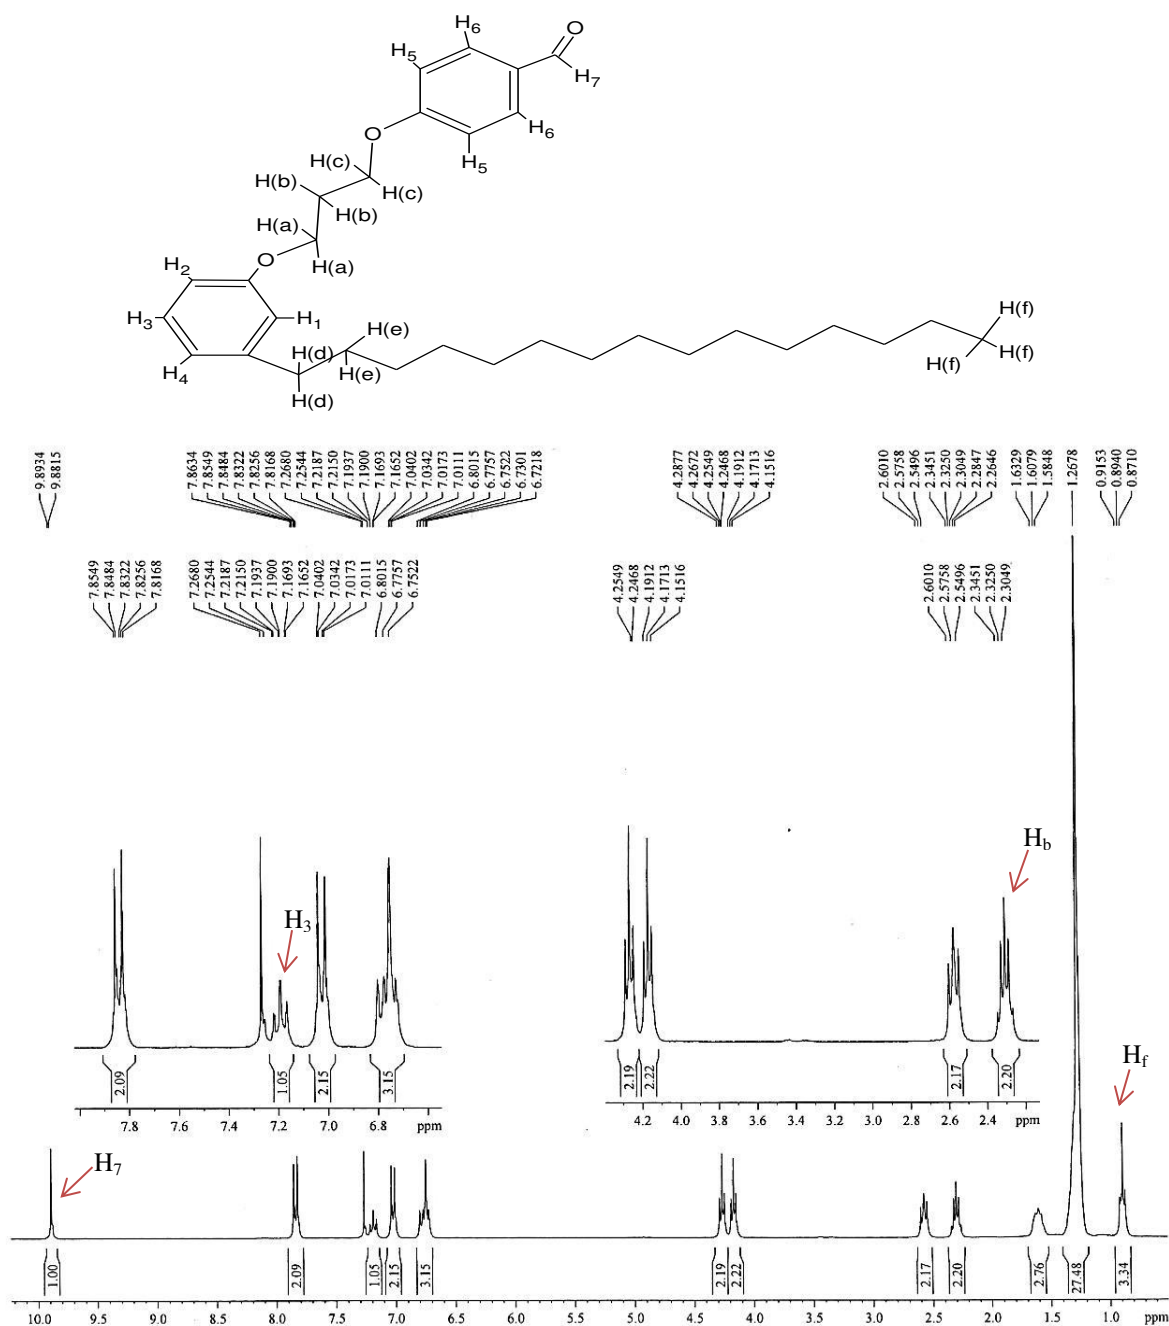 H6
O
H5
H7
H6
O
H5
H(c)
H(b)
H(c)
H(b)
H(a)
O
H2
H(a)
H3
H1
H(e)
H(f)
H(d)
H4
H(e)
H(f)
H(f)
H(d)
9.8934
9.8815
7.8634
7.8549
7.8484
7.8322
7.8256
7.8168
7.2680
7.2544
7.2187
7.2150
7.1937
7.1900
7.1693
7.1652
7.0402
7.0342
7.0173
7.0111
6.8015
6.7757
6.7522
6.7301
6.7218
4.2877
4.2672
4.2549
4.2468
4.1912
4.1713
4.1516
2.6010
2.5758
2.5496
2.3451
2.3250
2.3049
2.2847
2.2646
1.6329
1.6079
1.5848
1.2678
0.9153
0.8940
0.8710
7.8549
7.8484
7.8322
7.8256
7.8168
7.2680
7.2544
7.2187
7.2150
7.1937
7.1900
7.1693
7.1652
7.0402
7.0342
7.0173
7.0111
6.8015
6.7757
6.7522
4.2549
4.2468
4.1912
4.1713
4.1516
2.6010
2.5758
2.5496
2.3451
2.3250
2.3049
Hb
H3
Hf
2.09 1.05 2.15 3.15
7.8 7.6 7.4 7.2 7.0 6.8 ppm
2.19 2.22 2.17 2.20
4.2 4.0 3.8 3.6 3.4 3.2 3.0 2.8 2.6 2.4 ppm
H7
1.00 2.09 1.05 2.15 3.15 2.19 2.22 2.17 2.20 2.76 27.48 3.34
10.0 9.5 9.0 8.5 8.0 7.5 7.0 6.5 6.0 5.5 5.0 4.5 4.0 3.5 3.0 2.5 2.0 1.5 1.0 ppm